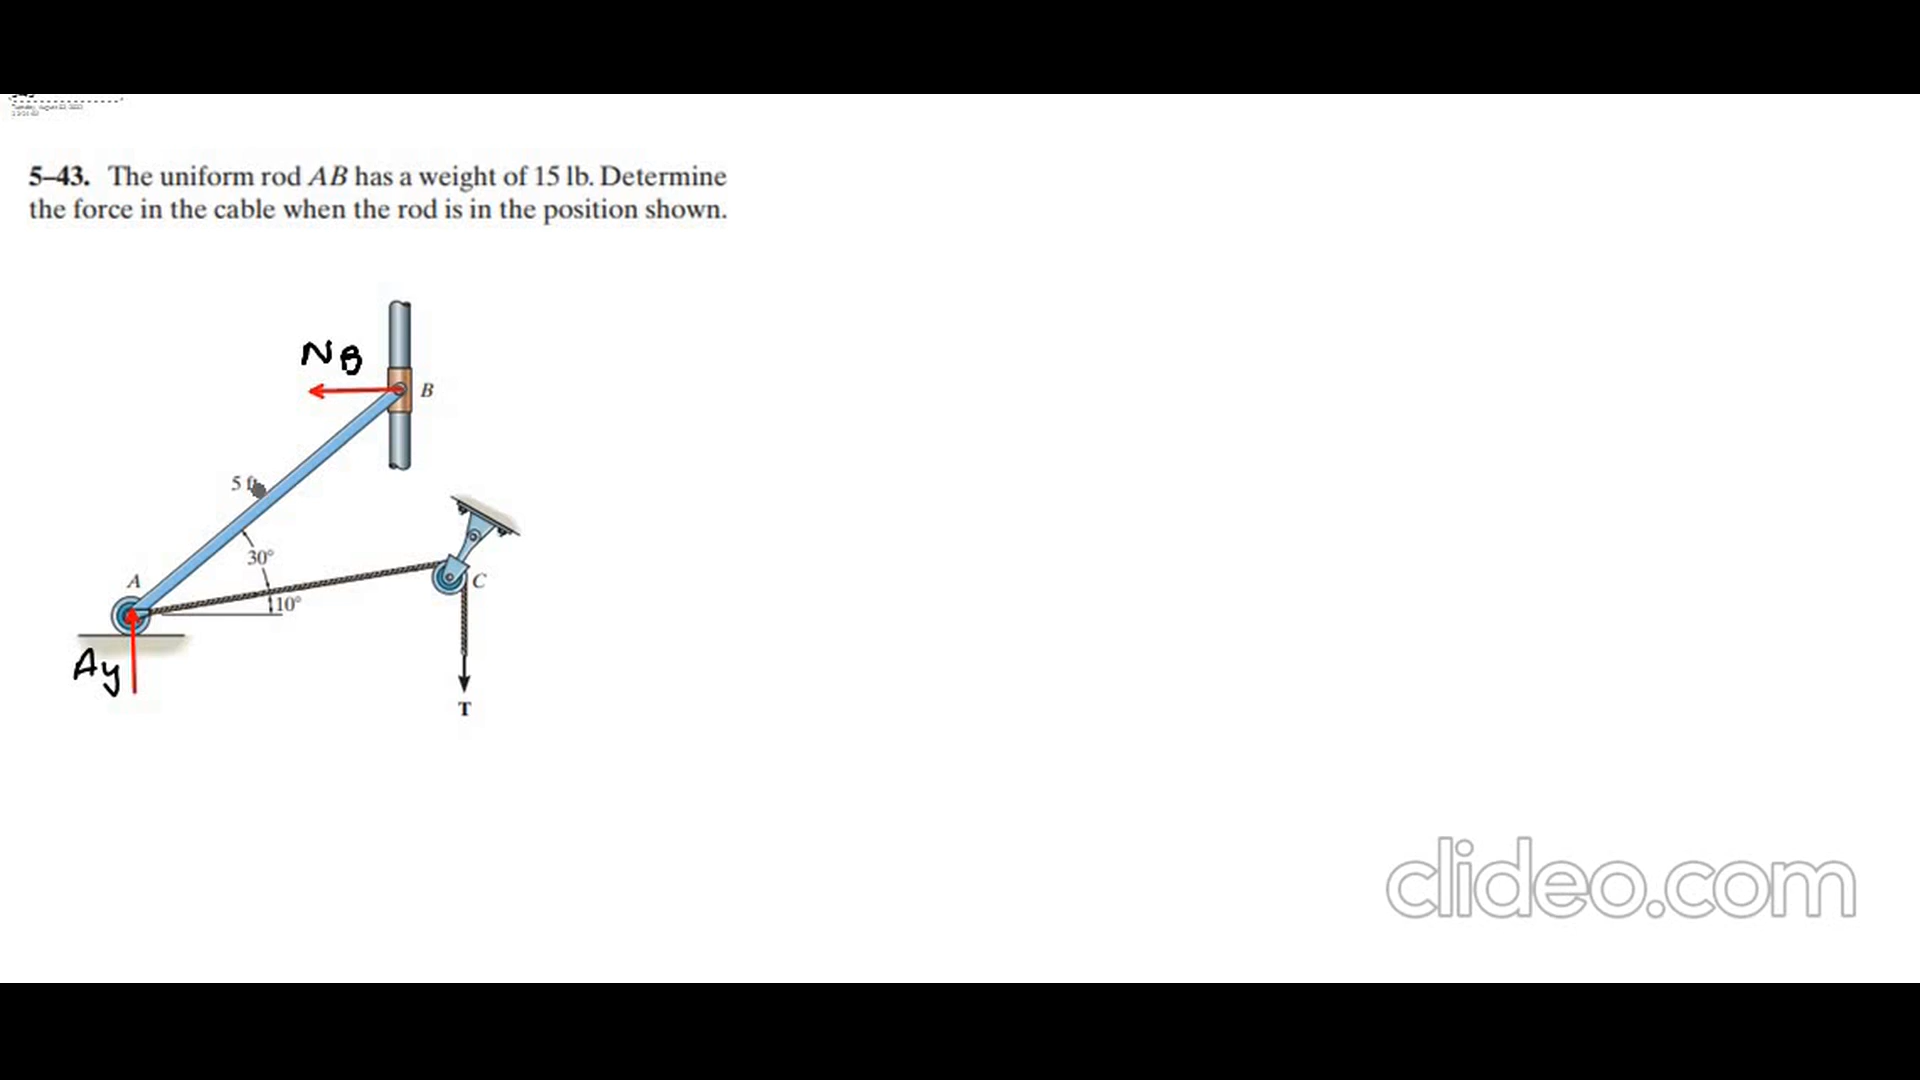 5–43. The uniform rod AB has a weight of 15 lb. Determine
the force in the cable when the rod is in the position shown.
NB
B
5 ft
30°
A
C
10°
Ay
T
clideo.com